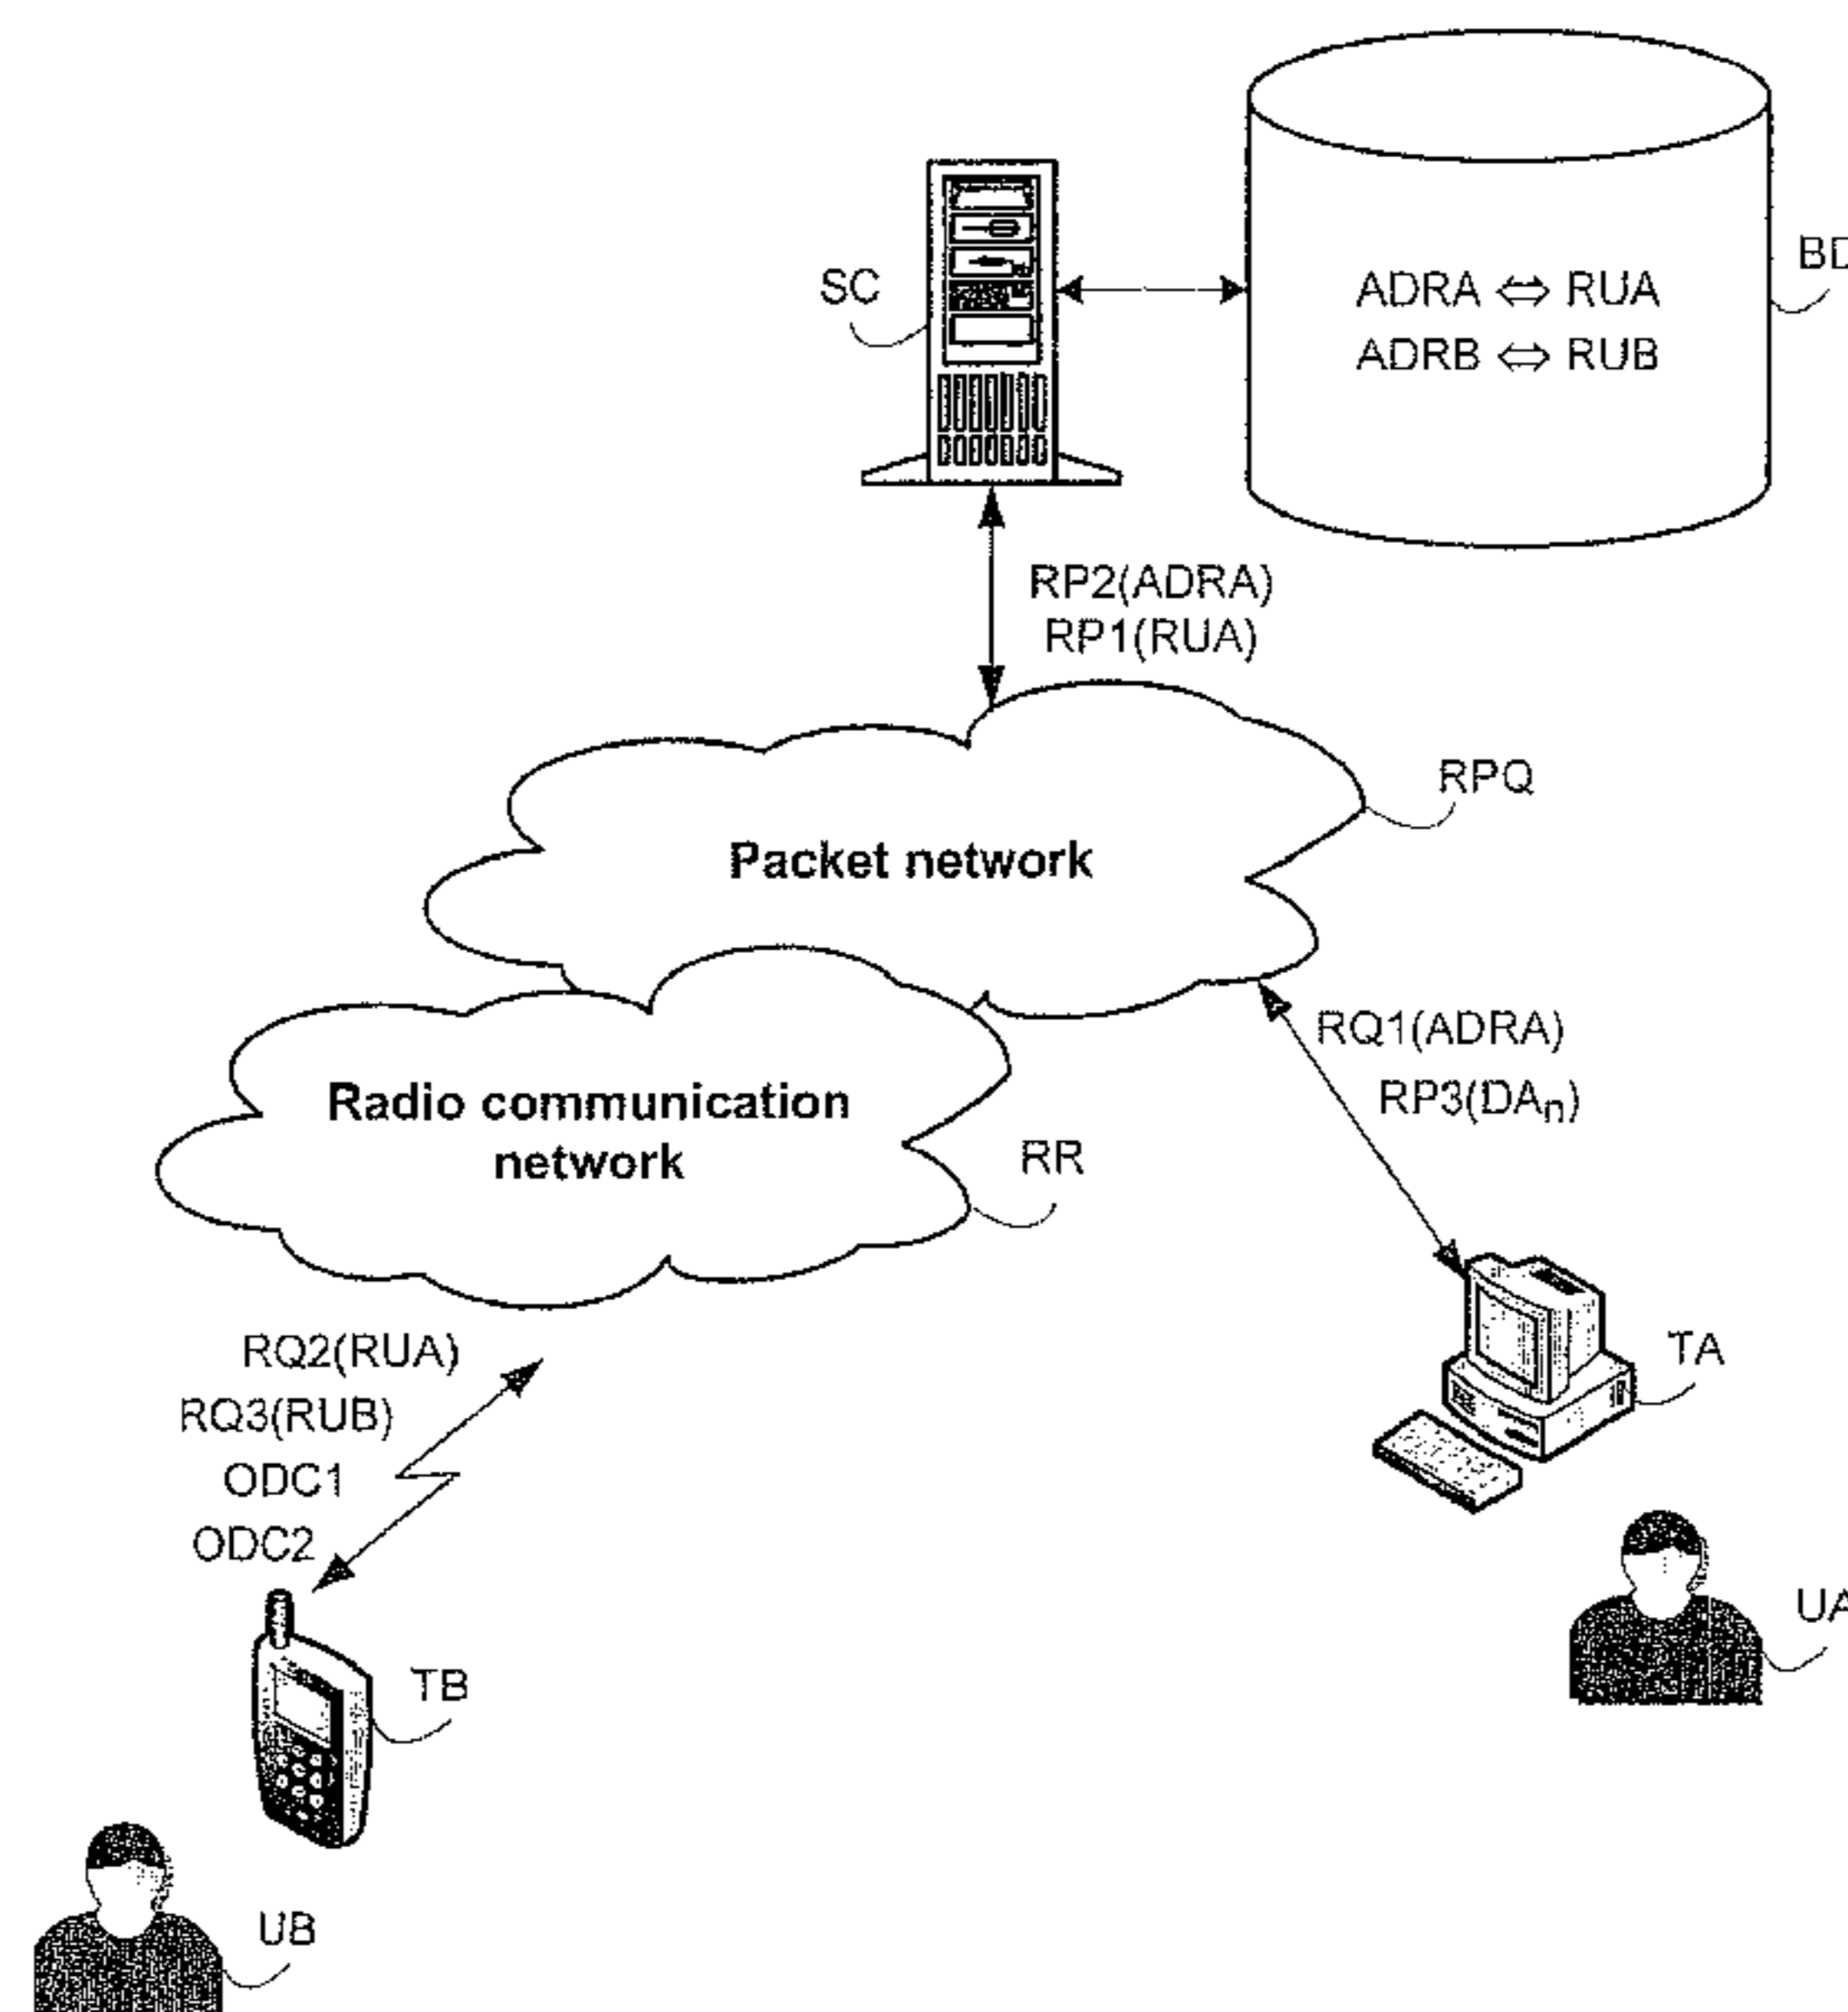 SC
BD
ADRA ⇔ RUA
ADRB ⇔ RUB
RP2(ADRA)
RP1(RUA)
RPQ
Packet network
RQ1(ADRA)
RP3(DAn)
Radio communication
network
RR
RQ2(RUA)
RQ3(RUB)
ODC1
ODC2
TA
UA
TB
UB